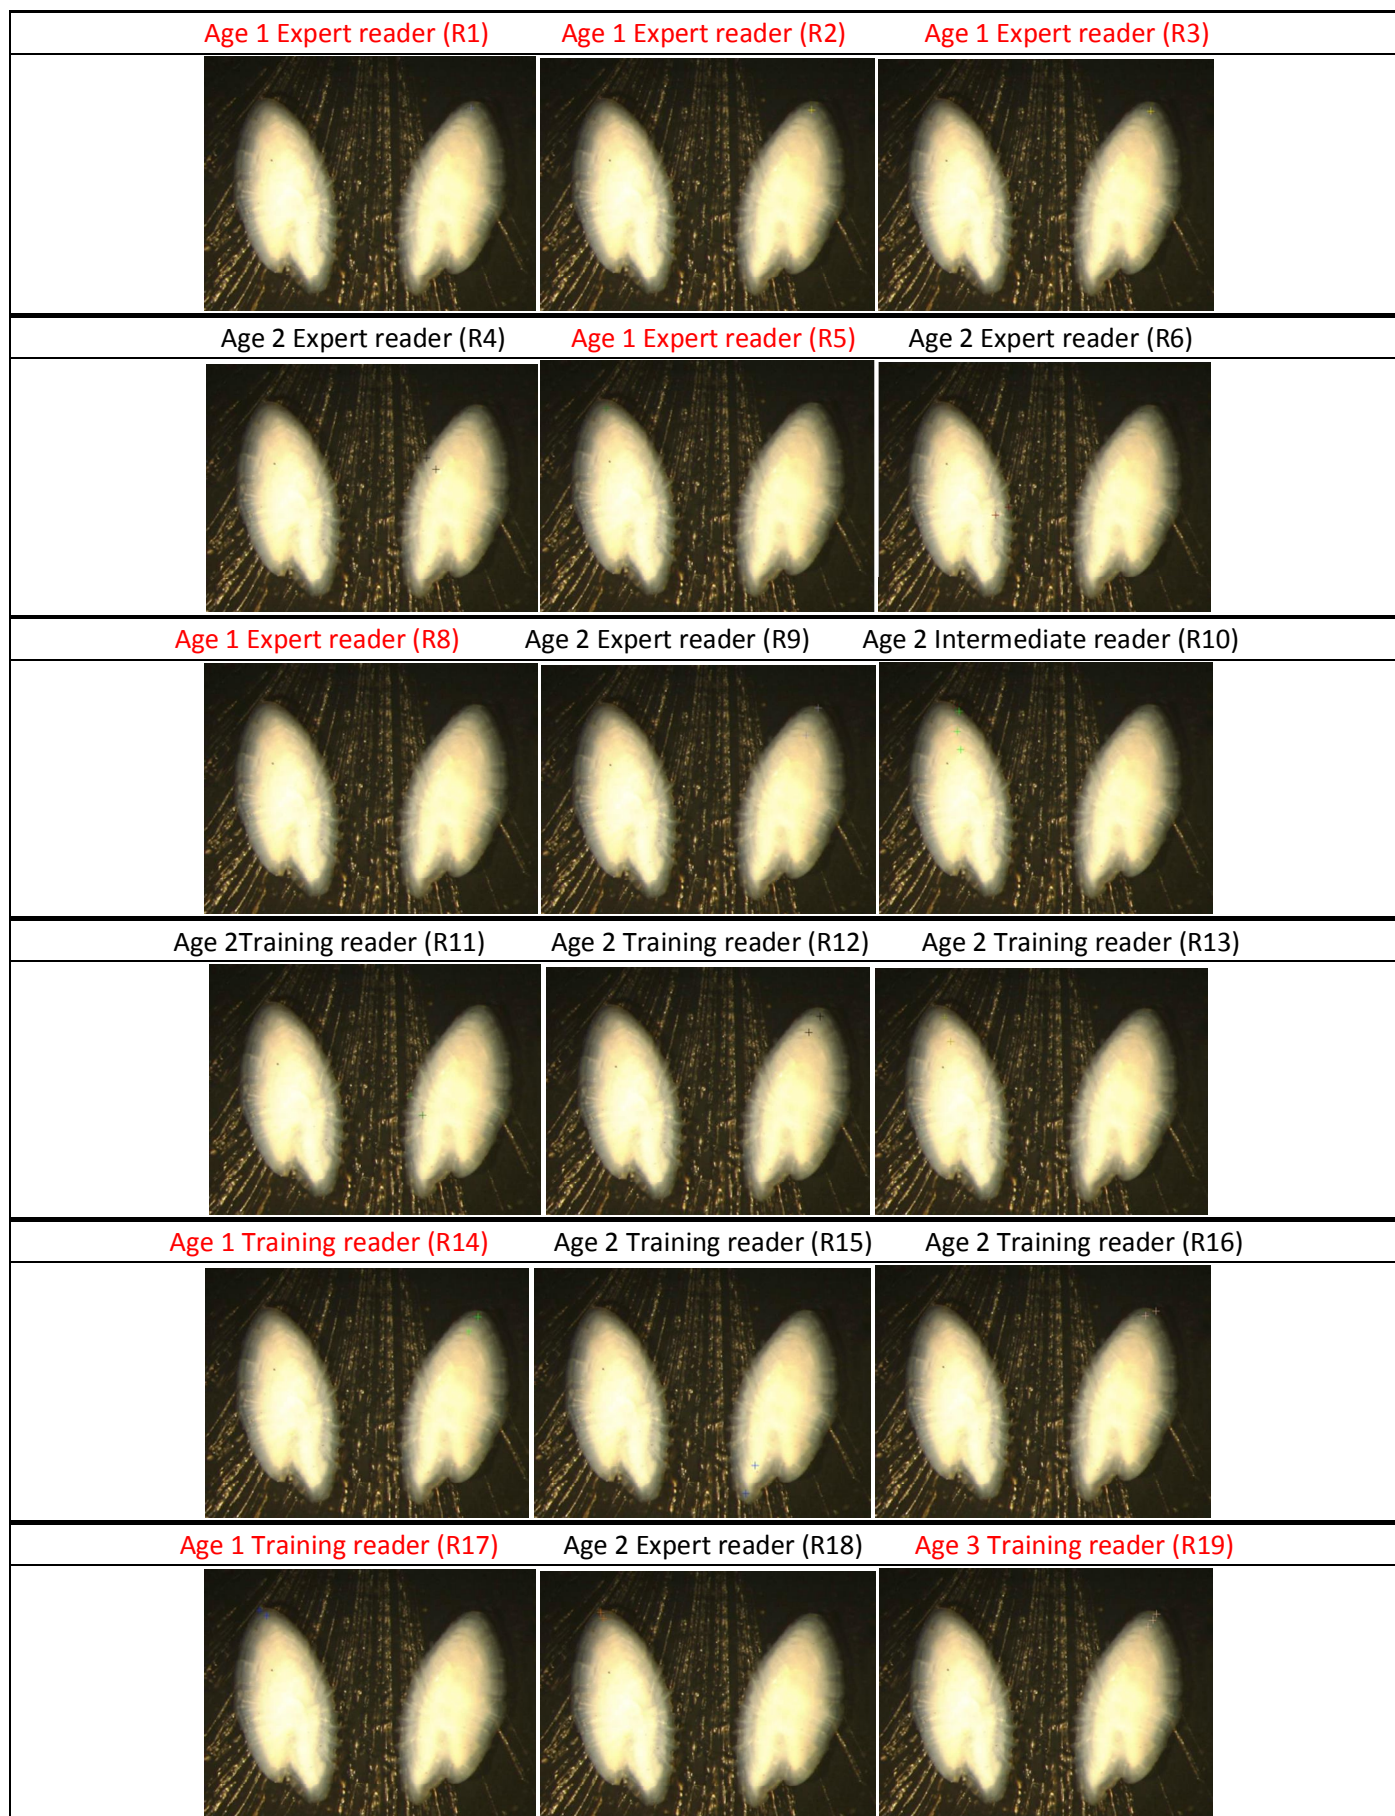 Age 1 Expert reader (R1) Age 1 Expert reader (R2) Age 1 Expert reader (R3)
Age 2 Expert reader (R4) Age 1 Expert reader (R5) Age 2 Expert reader (R6)
Age 1 Expert reader (R8) Age 2 Expert reader (R9) Age 2 Intermediate reader (R10)
Age 2Training reader (R11) Age 2 Training reader (R12) Age 2 Training reader (R13)
Age 1 Training reader (R14) Age 2 Training reader (R15) Age 2 Training reader (R16)
Age 1 Training reader (R17) Age 2 Expert reader (R18) Age 3 Training reader (R19)